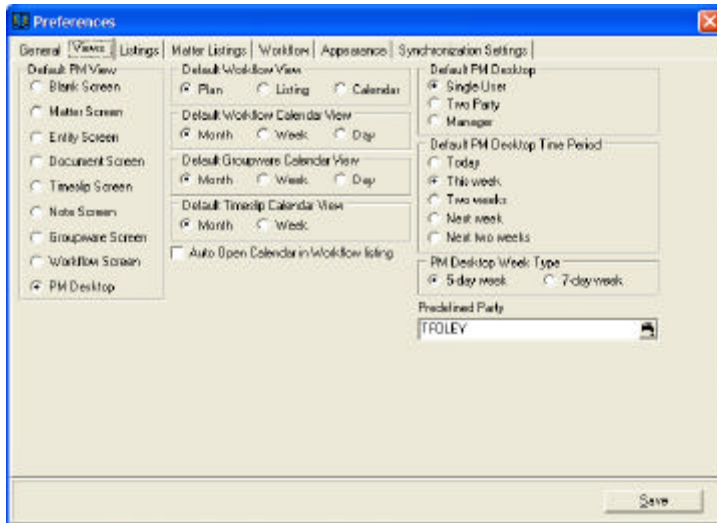 Preferences
General Views Listings Matter Listings Workflow Appearance Synchronization Settings
Default PM View
Blank Screen
Matter Screen
Entity Screen
Document Screen
Timeslip Screen
Note Screen
Groupware Screen
Workflow Screen
PM Desktop
Default Workflow View
Plan Listing Calendar
Default Workflow Calendar View
Month Week Day
Default Groupware Calendar View
Month Week Day
Default Timeslip Calendar View
Month Week
Auto Open Calendar in Workflow listing
Default PM Desktop
Single User
Two Party
Manager
Default PM Desktop Time Period
Today
This week
Two weeks
Next week
Next two weeks
PM Desktop Week Type
5-day week 7-day week
Predefined Party
TFOLEY
Save